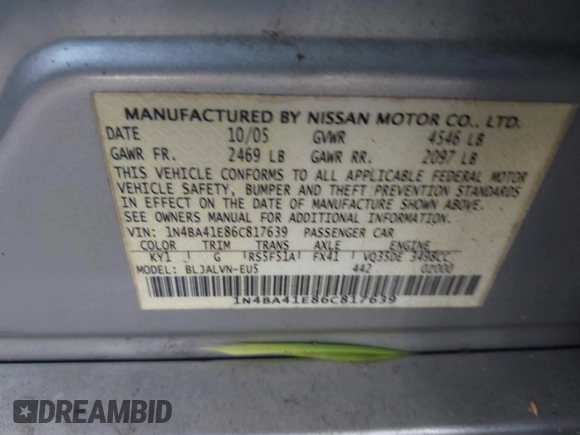 MANUFACTURED BY NISSAN MOTOR CO., LTD.
DATE 10/05 GVWR 4546 LB
GAWR FR. 2469 LB GAWR RR. 2097 LB
THIS VEHICLE CONFORMS TO ALL APPLICABLE FEDERAL MOTOR
VEHICLE SAFETY, BUMPER AND THEFT PREVENTION STANDARDS
IN EFFECT ON THE DATE OF MANUFACTURE SHOWN ABOVE.
SEE OWNERS MANUAL FOR ADDITIONAL INFORMATION.
VIN: 1N4BA41E86C817639 PASSENGER CAR
COLOR TRIM TRANS AXLE ENGINE
KY1 G RS5F51A FX41 VQ35DE 3498CC
MODEL: BLJALVN-EU5 442 02000
1N4BA41E86C817639
DREAMBID